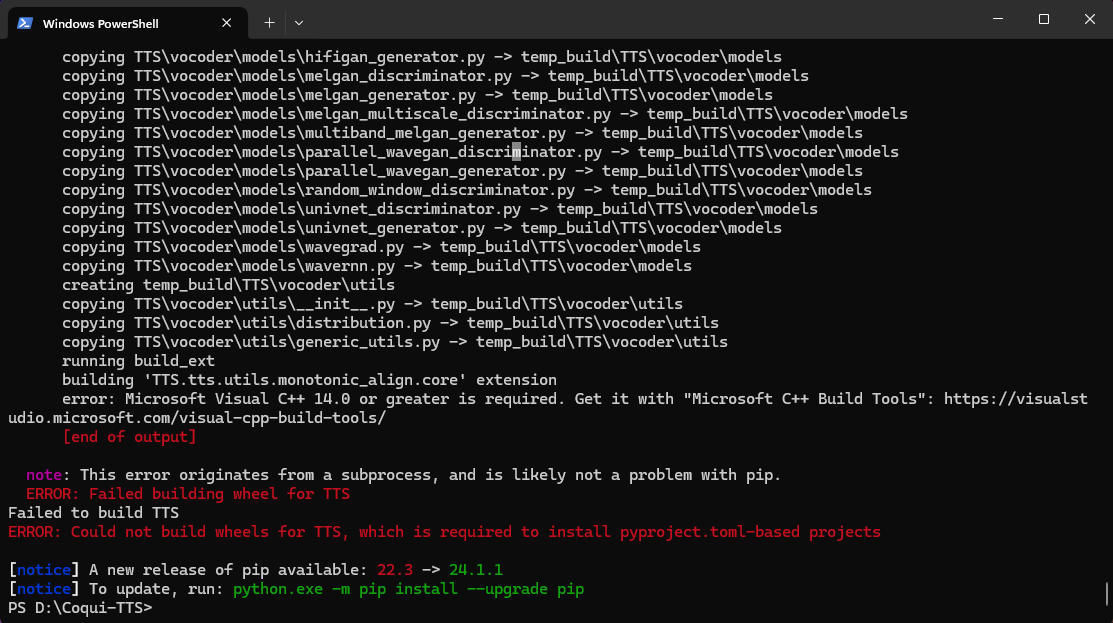 Windows PowerShell
copying TTS\vocoder\models\hifigan_generator.py -> temp_build\TTS\vocoder\models
copying TTS\vocoder\models\melgan_discriminator.py -> temp_build\TTS\vocoder\models
copying TTS\vocoder\models\melgan_generator.py -> temp_build\TTS\vocoder\models
copying TTS\vocoder\models\melgan_multiscale_discriminator.py -> temp_build\TTS\vocoder\models
copying TTS\vocoder\models\multiband_melgan_generator.py -> temp_build\TTS\vocoder\models
copying TTS\vocoder\models\parallel_wavegan_discriminator.py -> temp_build\TTS\vocoder\models
copying TTS\vocoder\models\parallel_wavegan_generator.py -> temp_build\TTS\vocoder\models
copying TTS\vocoder\models\random_window_discriminator.py -> temp_build\TTS\vocoder\models
copying TTS\vocoder\models\univnet_discriminator.py -> temp_build\TTS\vocoder\models
copying TTS\vocoder\models\univnet_generator.py -> temp_build\TTS\vocoder\models
copying TTS\vocoder\models\wavegrad.py -> temp_build\TTS\vocoder\models
copying TTS\vocoder\models\wavernn.py -> temp_build\TTS\vocoder\models
creating temp_build\TTS\vocoder\utils
copying TTS\vocoder\utils\__init__.py -> temp_build\TTS\vocoder\utils
copying TTS\vocoder\utils\distribution.py -> temp_build\TTS\vocoder\utils
copying TTS\vocoder\utils\generic_utils.py -> temp_build\TTS\vocoder\utils
running build_ext
building 'TTS.tts.utils.monotonic_align.core' extension
error: Microsoft Visual C++ 14.0 or greater is required. Get it with "Microsoft C++ Build Tools": https://visualst
udio.microsoft.com/visual-cpp-build-tools/
[end of output]
note: This error originates from a subprocess, and is likely not a problem with pip.
ERROR: Failed building wheel for TTS
Failed to build TTS
ERROR: Could not build wheels for TTS, which is required to install pyproject.toml-based projects
[notice] A new release of pip available: 22.3 -> 24.1.1
[notice] To update, run: python.exe -m pip install --upgrade pip
PS D:\Coqui-TTS>